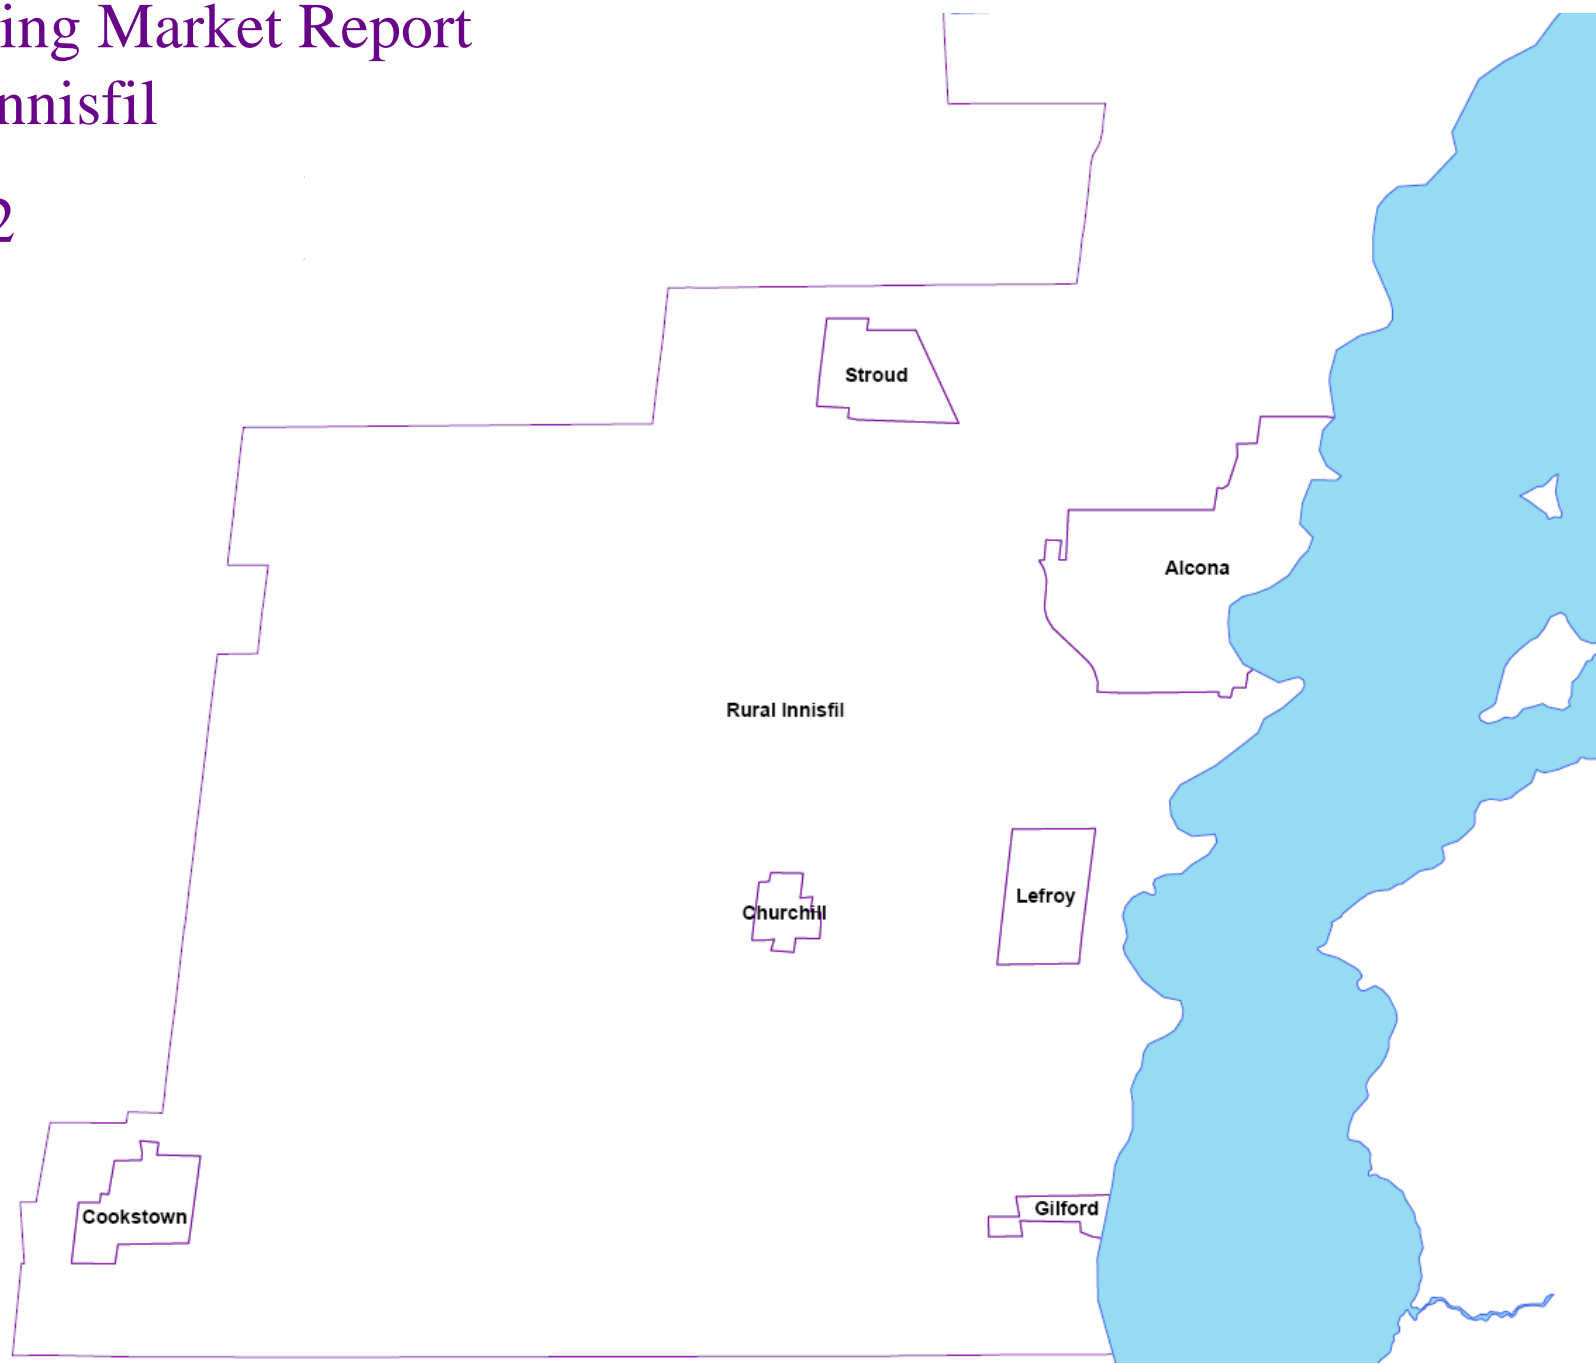 ing Market Report
nnisfil
2
Stroud
Alcona
Rural Innisfil
Lefroy
Churchill
Gilford
Cookstown